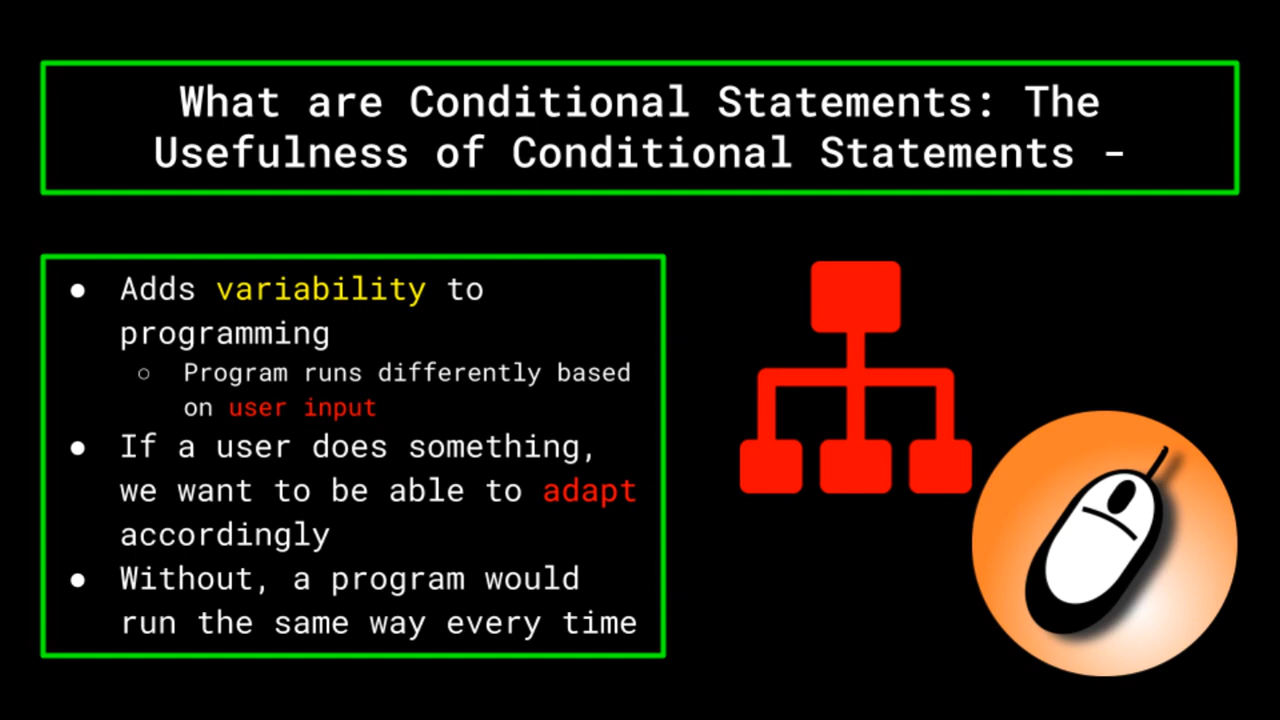 What are Conditional Statements: The
Usefulness of Conditional Statements -
● Adds variability to
programming
○ Program runs differently based
on user input
● If a user does something,
we want to be able to adapt
accordingly
● Without, a program would
run the same way every time